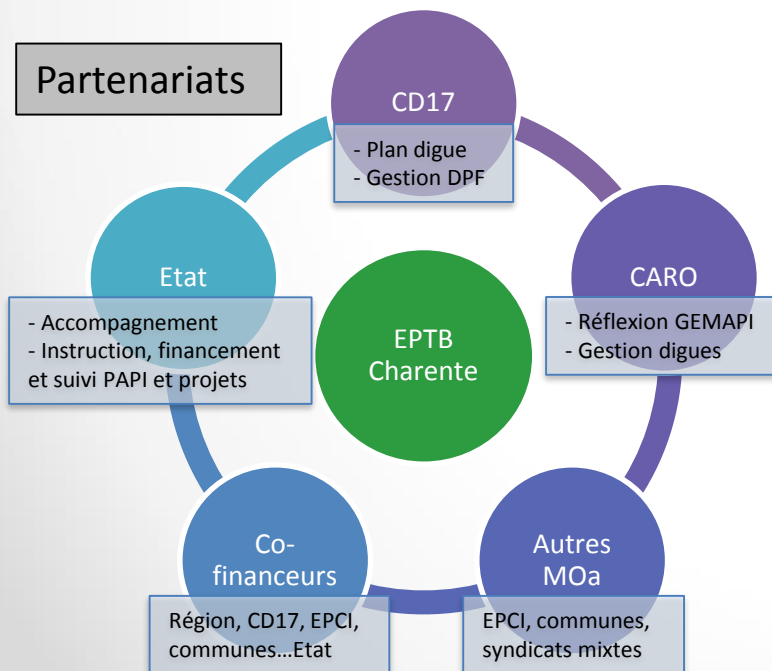 Partenariats
CD17
- Plan digue
- Gestion DPF
Etat
- Accompagnement
- Instruction, financement
et suivi PAPI et projets
CARO
- Réflexion GEMAPI
- Gestion digues
EPTB
Charente
Co-
financeurs
Région, CD17, EPCI,
communes...Etat
Autres
MOa
EPCI, communes,
syndicats mixtes